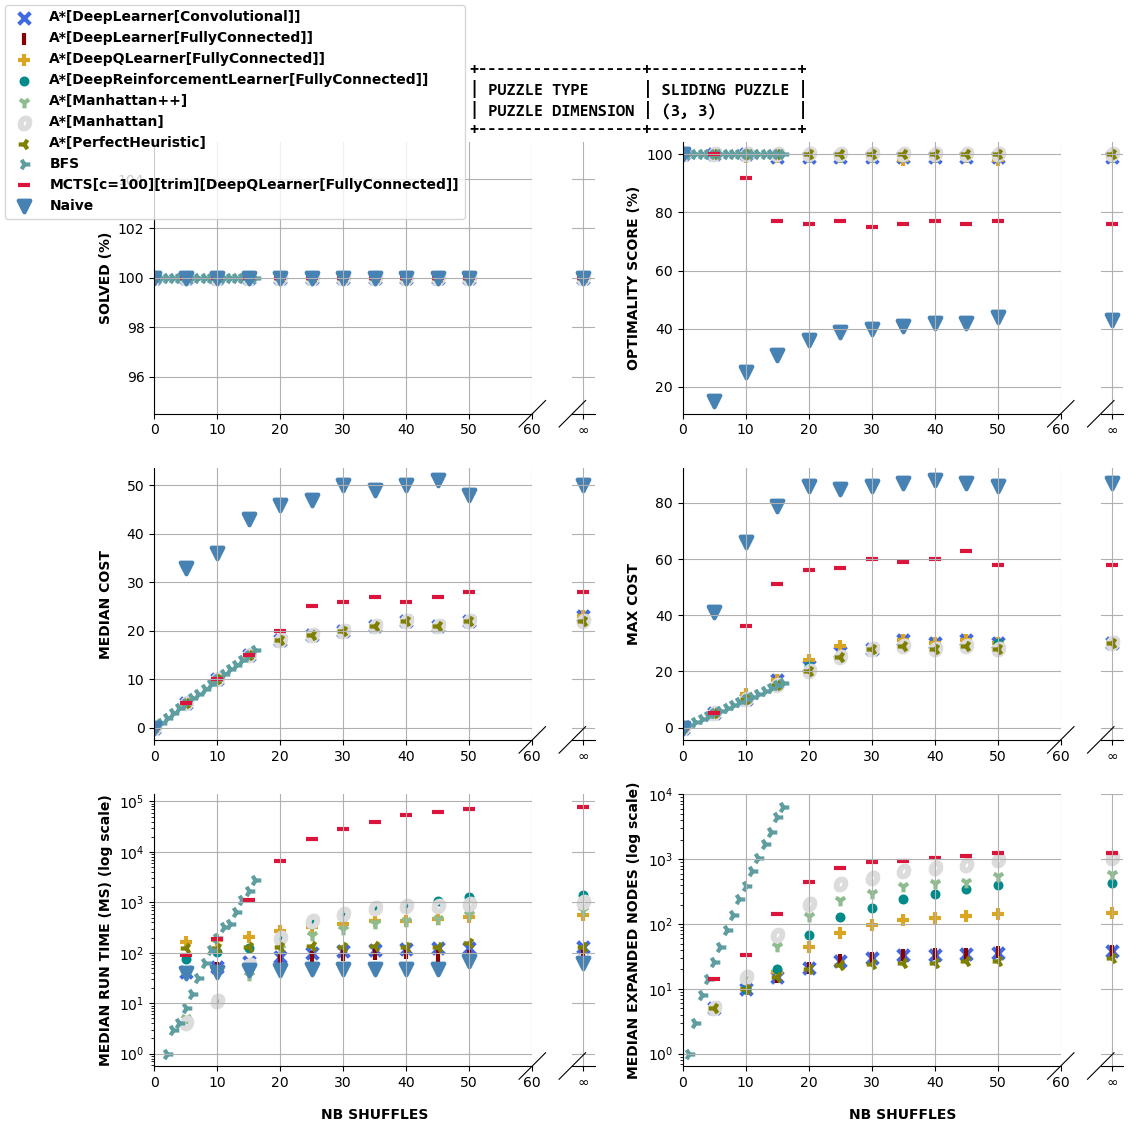 A*[DeepLearner[Convolutional]]
A*[DeepLearner[FullyConnected]]
A*[DeepQLearner[FullyConnected]]
A*[DeepReinforcementLearner[FullyConnected]]
A*[Manhattan++]
A*[Manhattan]
A*[PerfectHeuristic]
BFS
MCTS[c=100][trim][DeepQLearner[FullyConnected]]
Naive
+--------------------+------------------+
| PUZZLE TYPE | SLIDING PUZZLE |
| PUZZLE DIMENSION | (3, 3) |
+--------------------+------------------+
SOLVED (%)
104
102
100
98
96
0 10 20 30 40 50 60 ∞
OPTIMALITY SCORE (%)
100
80
60
40
20
0 10 20 30 40 50 60 ∞
MEDIAN COST
50
40
30
20
10
0
0 10 20 30 40 50 60 ∞
MAX COST
80
60
40
20
0
0 10 20 30 40 50 60 ∞
MEDIAN RUN TIME (MS) (log scale)
10⁵
10⁴
10³
10²
10¹
10⁰
0 10 20 30 40 50 60 ∞
NB SHUFFLES
MEDIAN EXPANDED NODES (log scale)
10⁴
10³
10²
10¹
10⁰
0 10 20 30 40 50 60 ∞
NB SHUFFLES